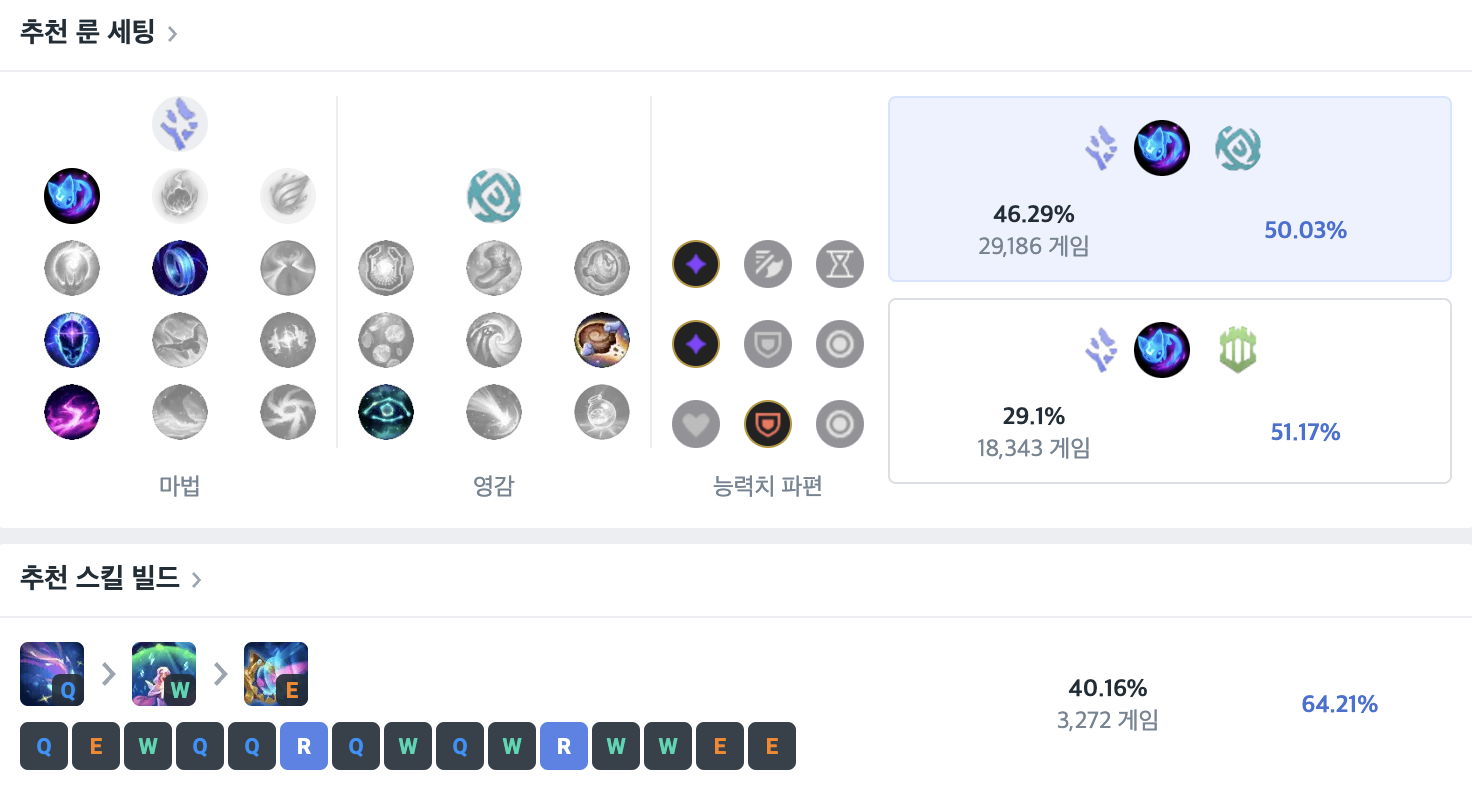 추천 룬 세팅
46.29%
29,186 게임
50.03%
29.1%
18,343 게임
51.17%
마법
영감
능력치 파편
추천 스킬 빌드
Q W E
40.16%
3,272 게임
64.21%
Q E W Q Q R Q W Q W R W W E E